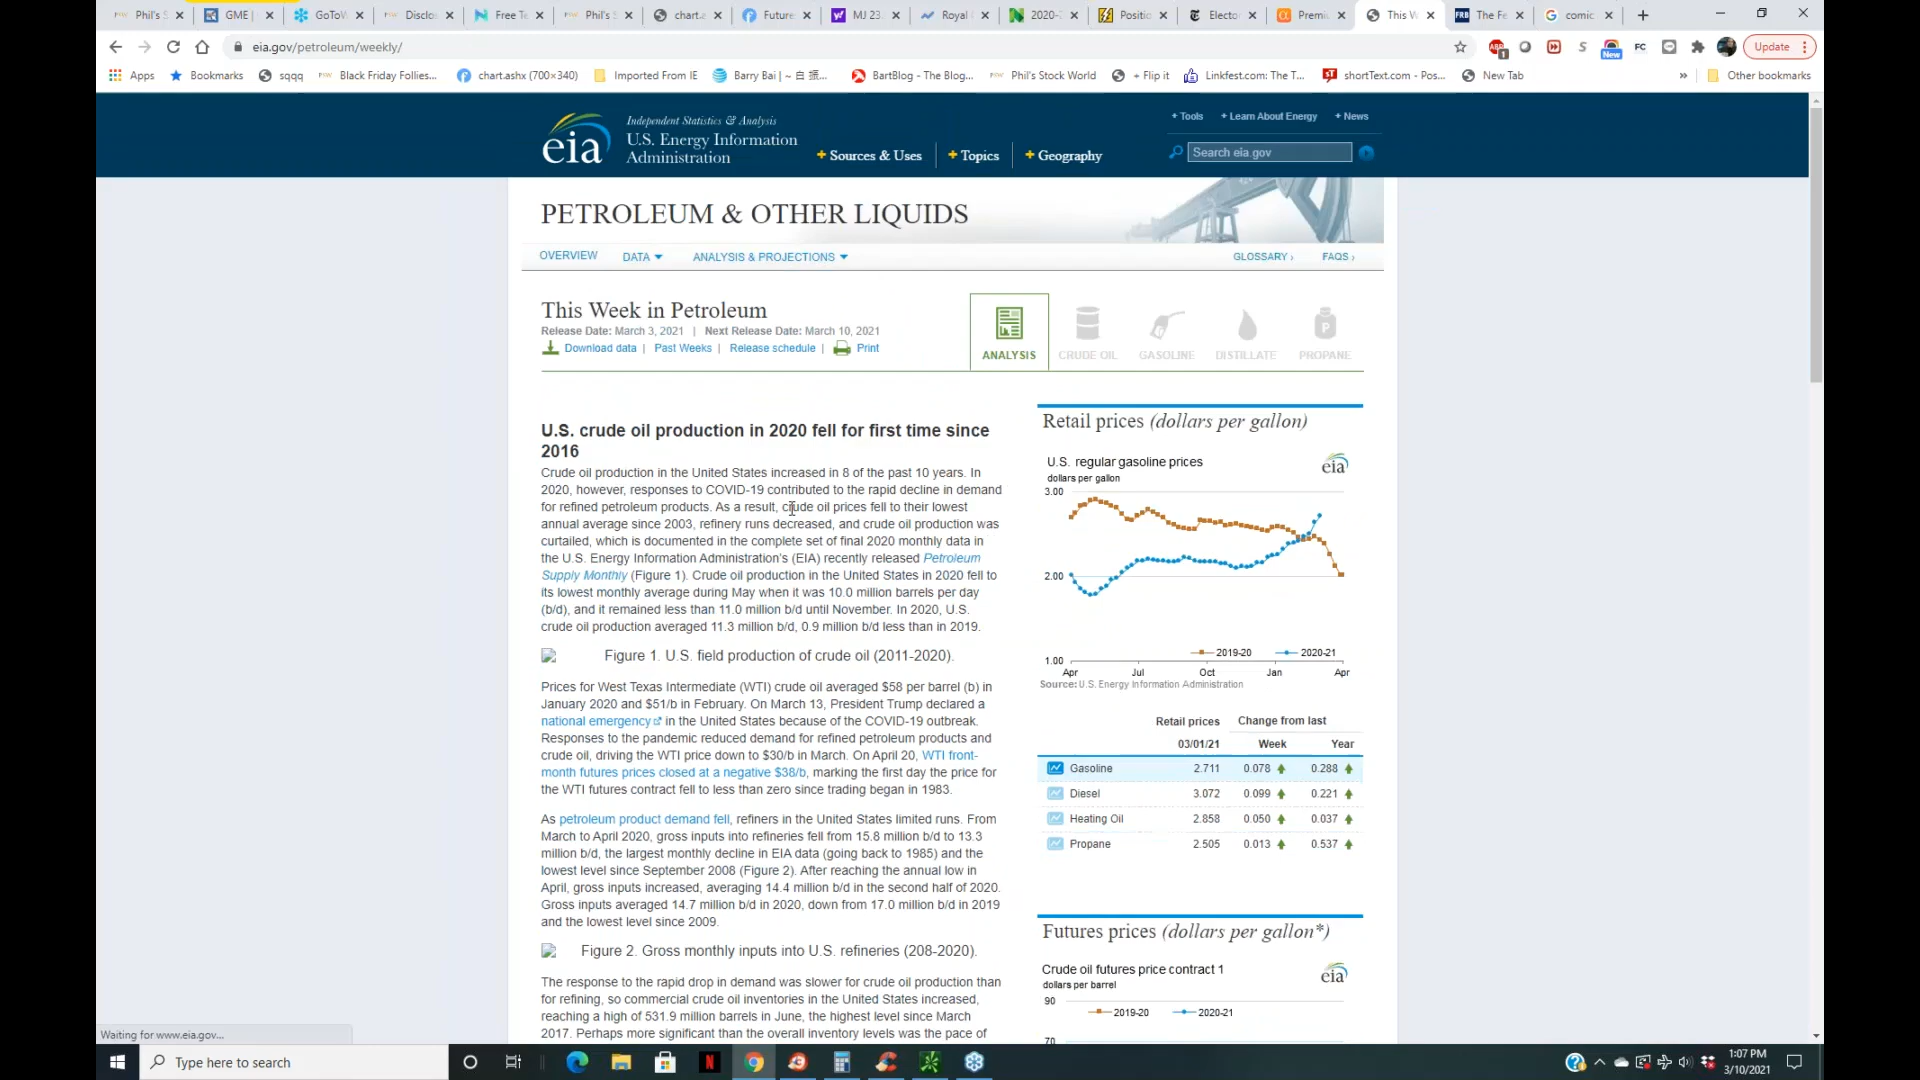 Phil's S
GME |
GoToW
Disclo
Free Te
Phil's S
chart.a
Future
MJ 23.
Royal (
2020-
Positio
Elector
Premi
This W
The Fe
comic
eia.gov/petroleum/weekly/
Update
Apps
Bookmarks
sqqq
Black Friday Follies...
chart.ashx (700×340)
Imported From IE
BartBlog - The Blog...
Phil's Stock World
+ Flip it
Linkfest.com: The T...
shortText.com - Pos...
New Tab
»
Other bookmarks
New
FC
eia
Independent Statistics & Analysis
U.S. Energy Information
Administration
+ Sources & Uses
+ Topics
+ Geography
+ Tools
+ Learn About Energy
+ News
Search eia.gov
PETROLEUM & OTHER LIQUIDS
OVERVIEW
DATA
ANALYSIS & PROJECTIONS
GLOSSARY ›
FAQS ›
This Week in Petroleum
Release Date: March 3, 2021 | Next Release Date: March 10, 2021
Download data | Past Weeks | Release schedule | Print
ANALYSIS
CRUDE OIL
GASOLINE
DISTILLATE
PROPANE
U.S. crude oil production in 2020 fell for first time since
2016
Crude oil production in the United States increased in 8 of the past 10 years. In
2020, however, responses to COVID-19 contributed to the rapid decline in demand
for refined petroleum products. As a result, crude oil prices fell to their lowest
annual average since 2003, refinery runs decreased, and crude oil production was
curtailed, which is documented in the complete set of final 2020 monthly data in
the U.S. Energy Information Administration's (EIA) recently released Petroleum
Supply Monthly (Figure 1). Crude oil production in the United States in 2020 fell to
its lowest monthly average during May when it was 10.0 million barrels per day
(b/d), and it remained less than 11.0 million b/d until November. In 2020, U.S.
crude oil production averaged 11.3 million b/d, 0.9 million b/d less than in 2019.
Figure 1. U.S. field production of crude oil (2011-2020).
Prices for West Texas Intermediate (WTI) crude oil averaged $58 per barrel (b) in
January 2020 and $51/b in February. On March 13, President Trump declared a
national emergency in the United States because of the COVID-19 outbreak.
Responses to the pandemic reduced demand for refined petroleum products and
crude oil, driving the WTI price down to $30/b in March. On April 20, WTI front-
month futures prices closed at a negative $38/b, marking the first day the price for
the WTI futures contract fell to less than zero since trading began in 1983.
As petroleum product demand fell, refiners in the United States limited runs. From
March to April 2020, gross inputs into refineries fell from 15.8 million b/d to 13.3
million b/d, the largest monthly decline in EIA data (going back to 1985) and the
lowest level since September 2008 (Figure 2). After reaching the annual low in
April, gross inputs increased, averaging 14.4 million b/d in the second half of 2020.
Gross inputs averaged 14.7 million b/d in 2020, down from 17.0 million b/d in 2019
and the lowest level since 2009.
Figure 2. Gross monthly inputs into U.S. refineries (208-2020).
The response to the rapid drop in demand was slower for crude oil production than
for refining, so commercial crude oil inventories in the United States increased,
reaching a high of 531.9 million barrels in June, the highest level since March
2017. Perhaps more significant than the overall inventory levels was the pace of
Retail prices (dollars per gallon)
U.S. regular gasoline prices
dollars per gallon
eia
3.00
2.00
1.00
2019-20
2020-21
Apr
Jul
Oct
Jan
Apr
Source: U.S. Energy Information Administration
Retail prices
Change from last
03/01/21
Week
Year
Gasoline 2.711 0.078 0.288
Diesel 3.072 0.099 0.221
Heating Oil 2.858 0.050 0.037
Propane 2.505 0.013 0.537
Futures prices (dollars per gallon*)
Crude oil futures price contract 1
dollars per barrel
eia
90
2019-20
2020-21
70
Waiting for www.eia.gov...
Type here to search
1:07 PM
3/10/2021